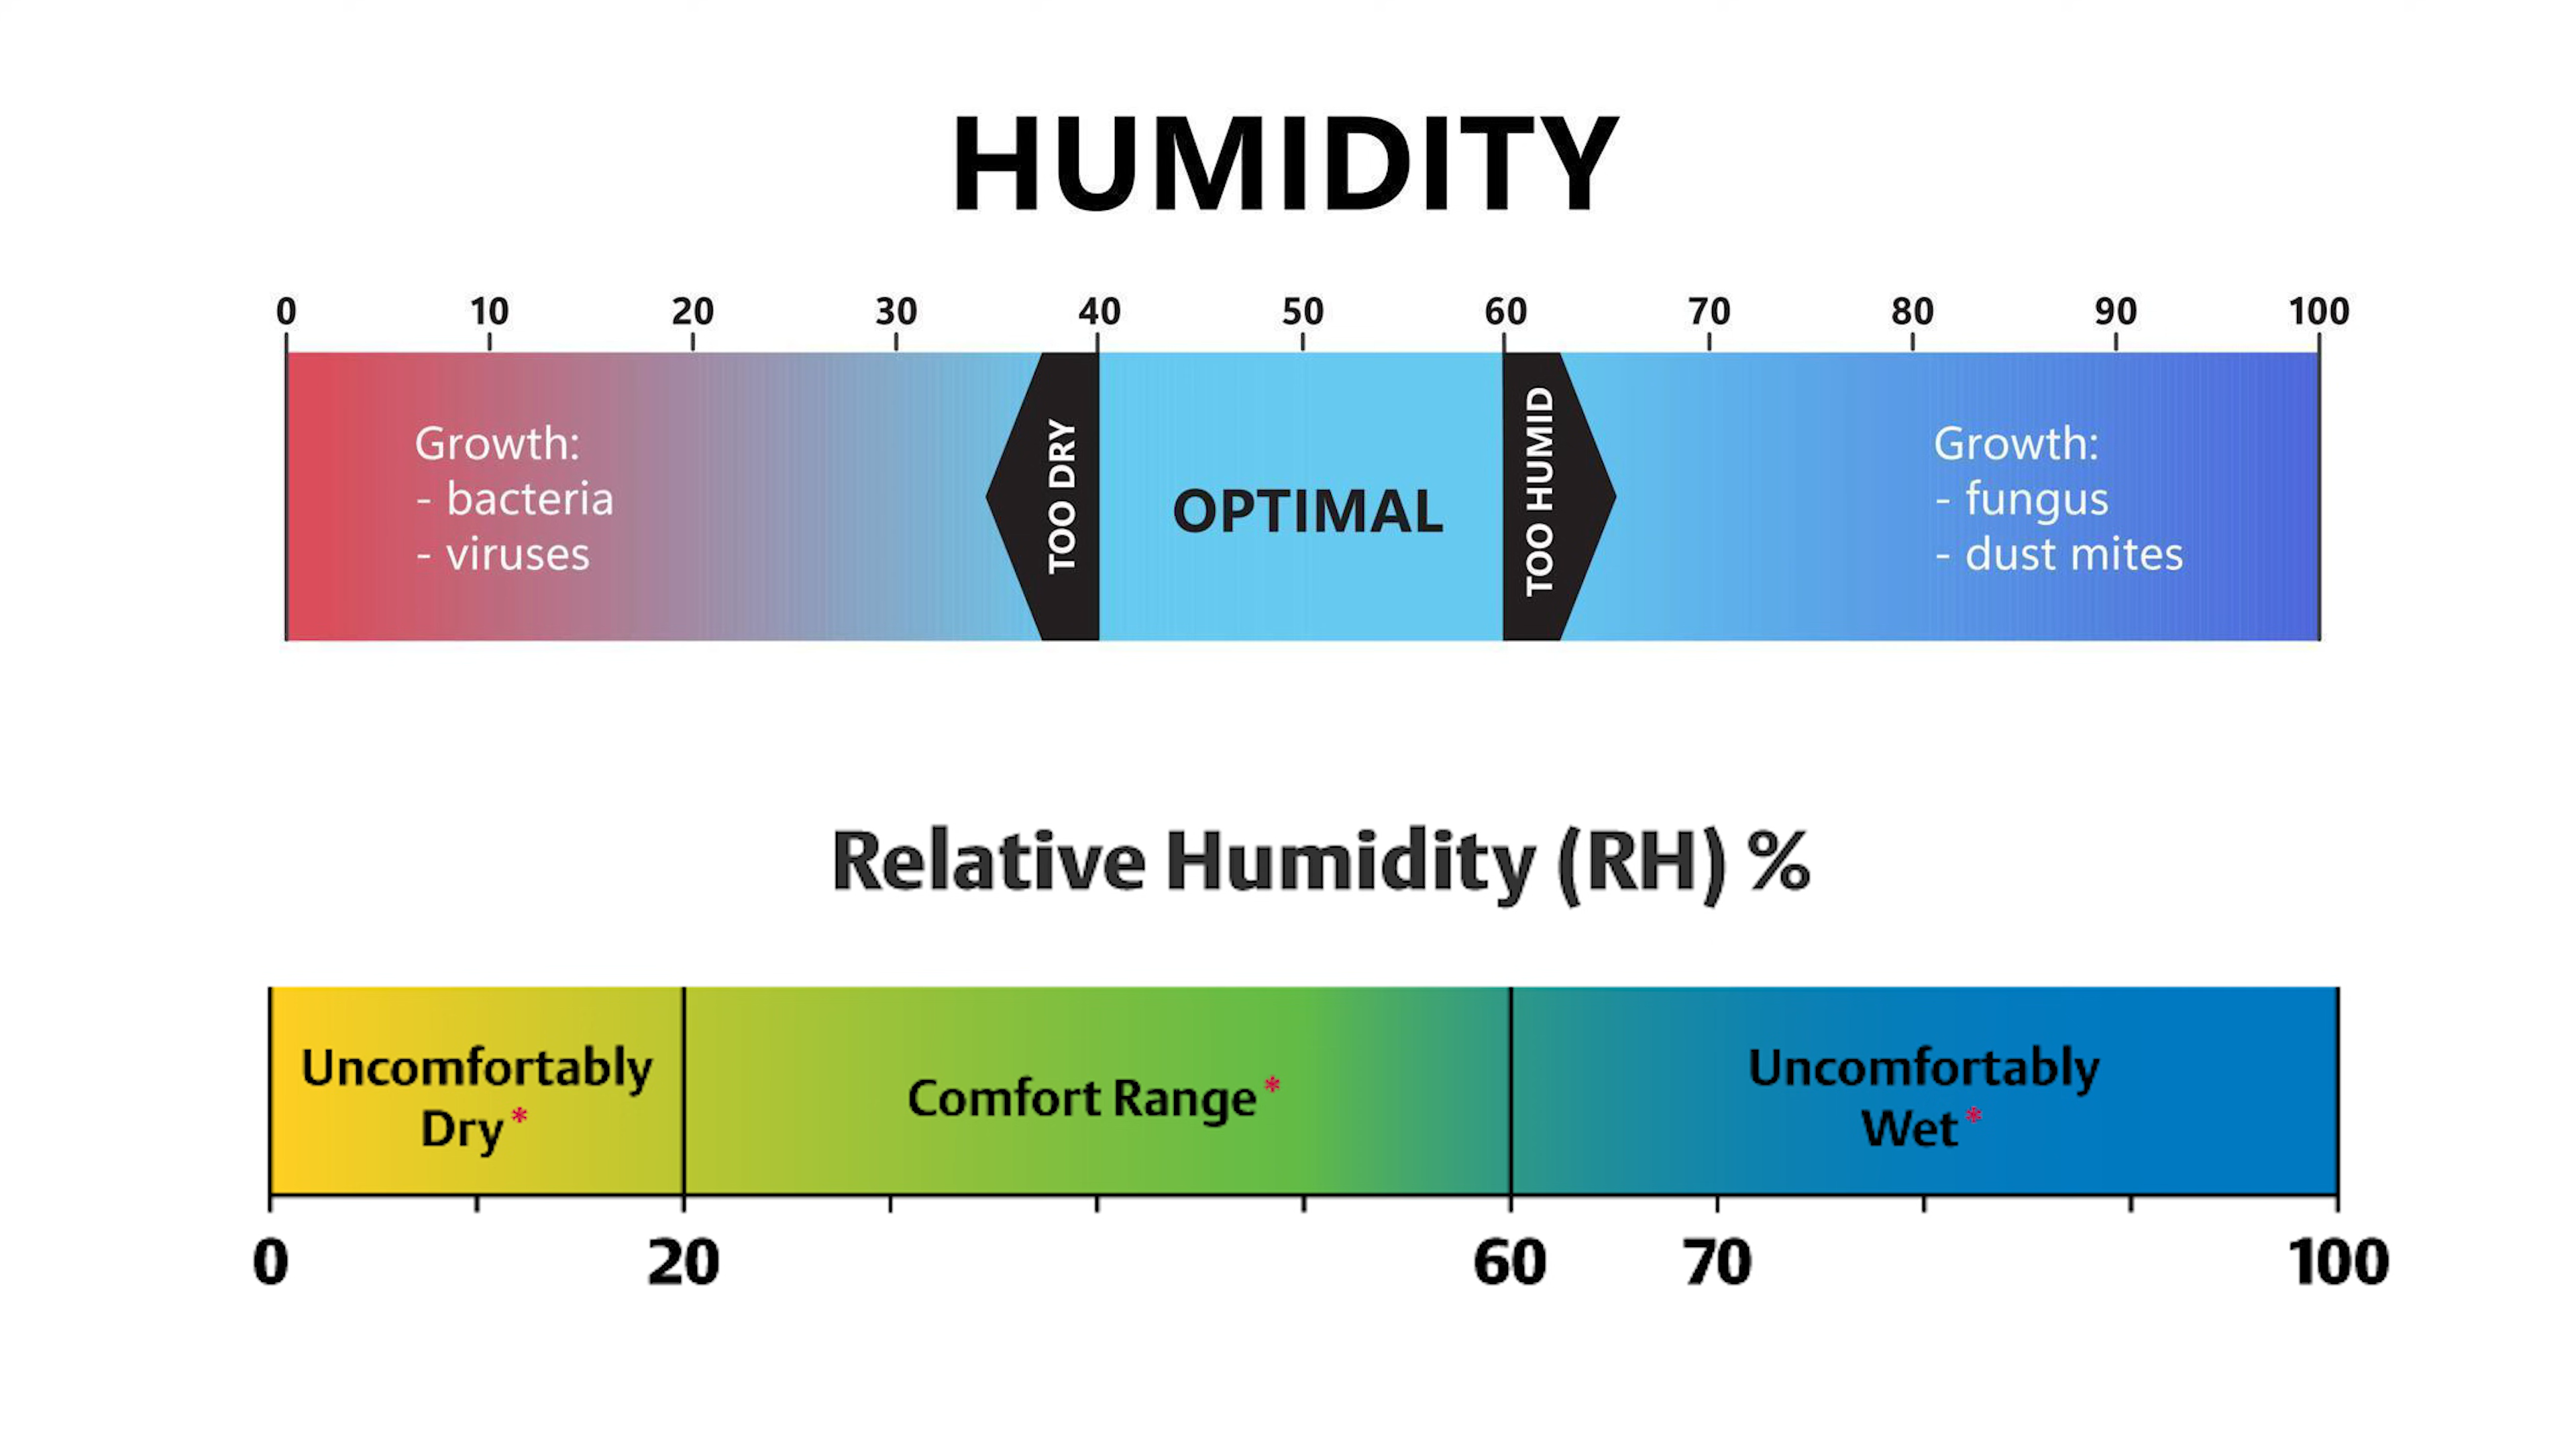 HUMIDITY
0 10 20 30 40 50 60 70 80 90 100
Growth:
- bacteria
- viruses
TOO DRY
OPTIMAL
TOO HUMID
Growth:
- fungus
- dust mites
Relative Humidity (RH) %
Uncomfortably
Dry*
Comfort Range*
Uncomfortably
Wet*
0 20 60 70 100